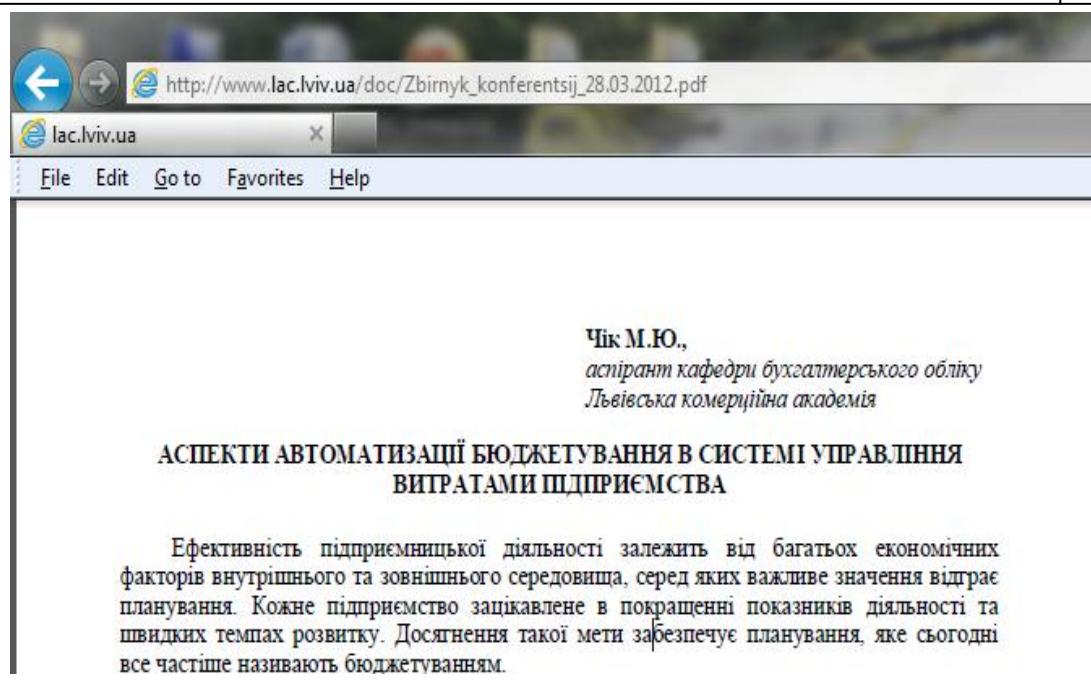 http://www.lac.lviv.ua/doc/Zbirnyk_konferentsij_28.03.2012.pdf
lac.lviv.ua
File Edit Go to Favorites Help
Чік М.Ю.,
аспірант кафедри бухгалтерського обліку
Львівська комерційна академія
АСПЕКТИ АВТОМАТИЗАЦІЇ БЮДЖЕТУВАННЯ В СИСТЕМІ УПРАВЛІННЯ
ВИТРАТАМИ ПІДПРИЄМСТВА
Ефективність підприємницької діяльності залежить від багатьох економічних
факторів внутрішнього та зовнішнього середовища, серед яких важливе значення відграє
планування. Кожне підприємство зацікавлене в покращенні показників діяльності та
швидких темпах розвитку. Досягнення такої мети забезпечує планування, яке сьогодні
все частіше називають бюджетуванням.